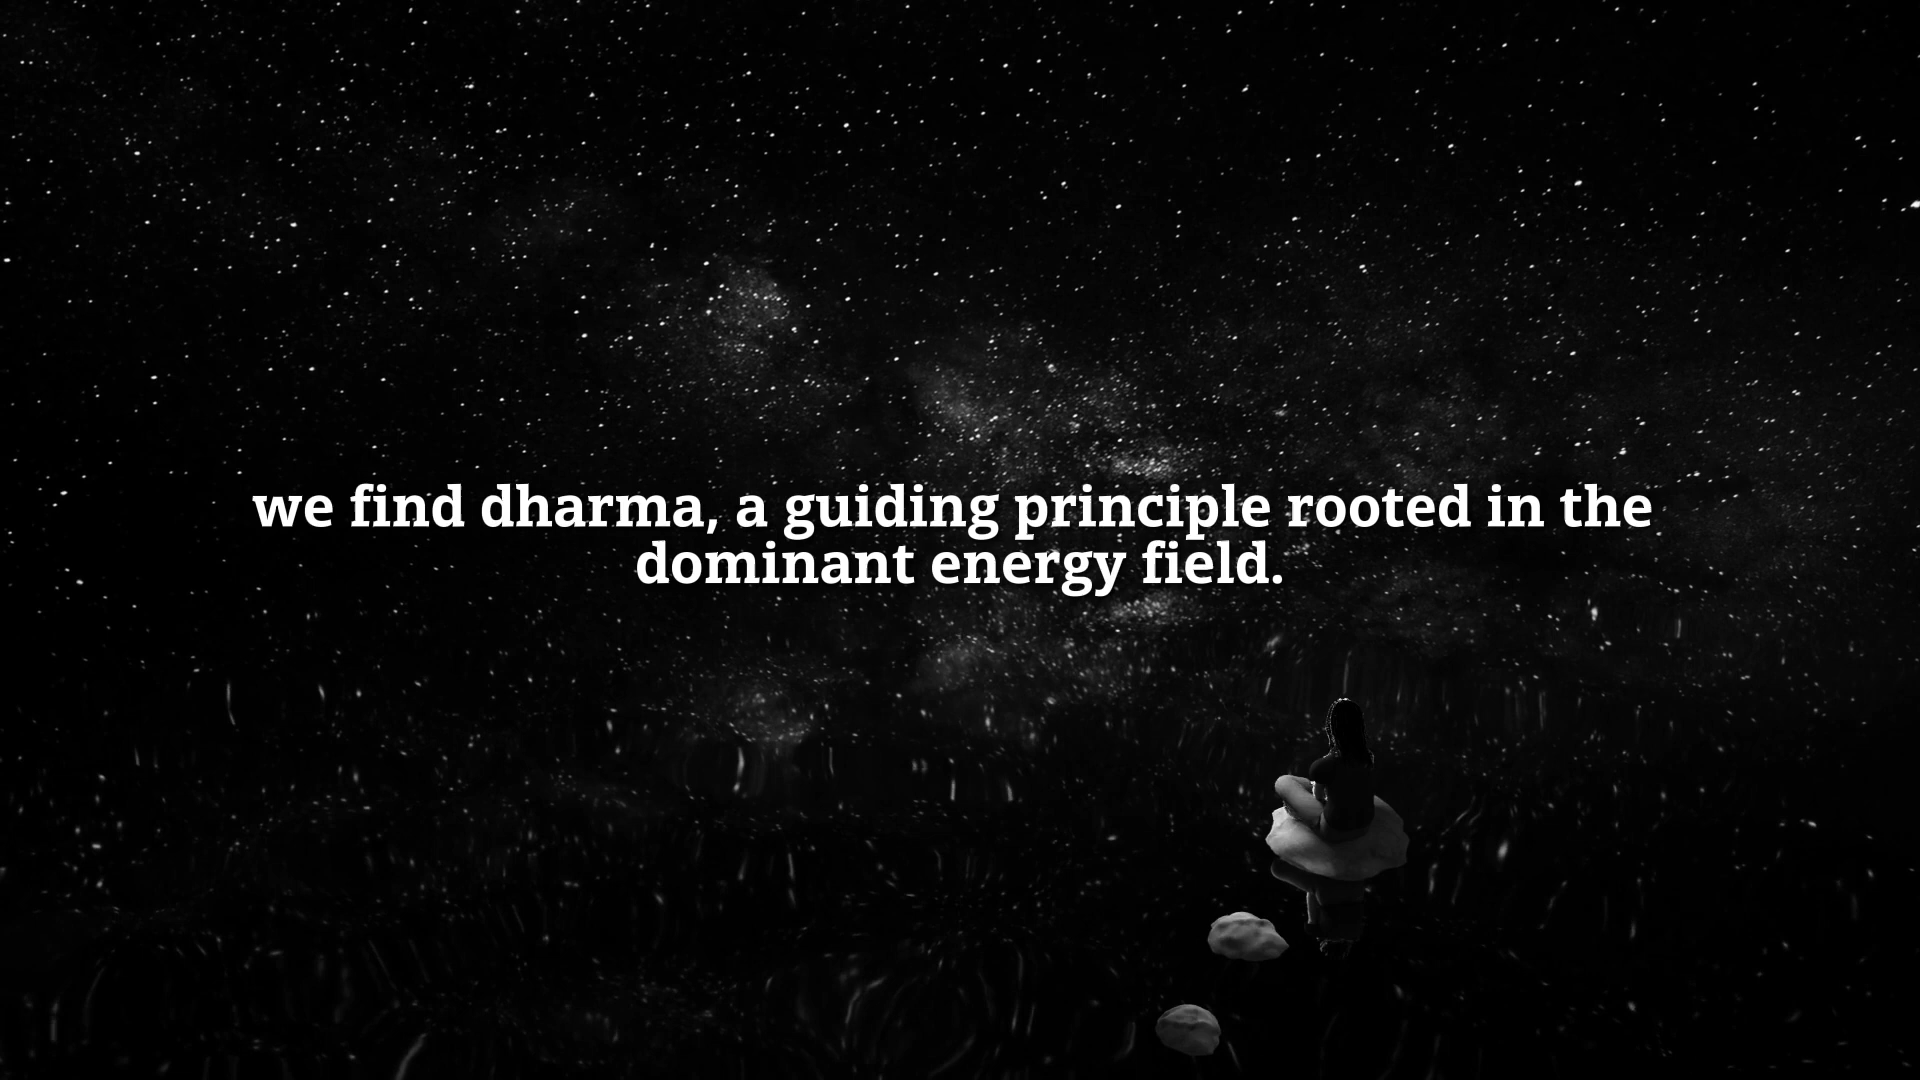 we find dharma, a guiding principle rooted in the
dominant energy field.